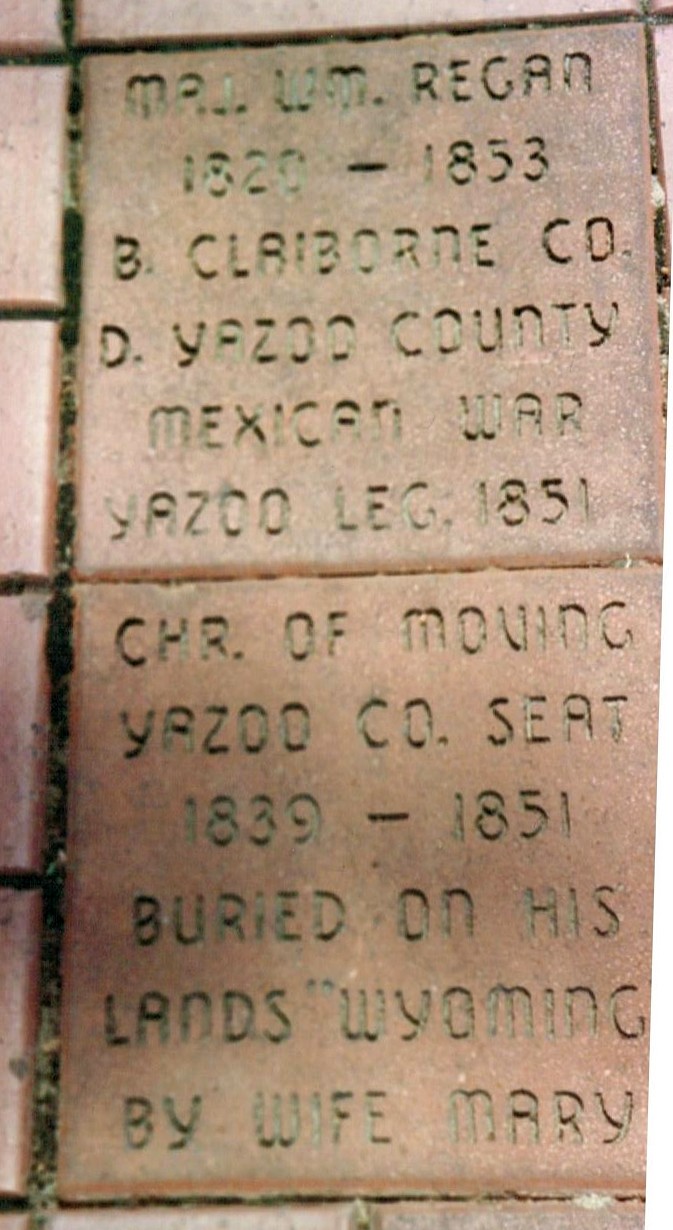 MAJ. WM. REGAN
1820 – 1853
B. CLAIBORNE CO.
D. YAZOO COUNTY
MEXICAN WAR
YAZOO LEG. 1851
CHR. OF MOVING
YAZOO CO. SEAT
1839 – 1851
BURIED ON HIS
LANDS "WYOMING
BY WIFE MARY